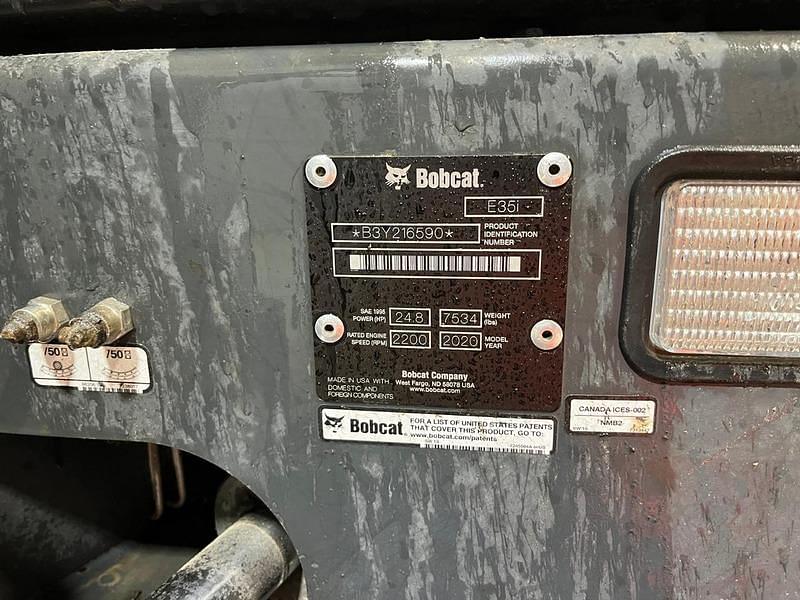 Bobcat.
E35i
*B3Y216590*
PRODUCT
IDENTIFICATION
NUMBER
SAE 1995
POWER (HP)
24.8
7534
WEIGHT
(lbs)
RATED ENGINE
SPEED (RPM)
2200
2020
MODEL
YEAR
Bobcat Company
West Fargo, ND 58078 USA
www.bobcat.com
MADE IN USA WITH
DOMESTIC AND
FOREIGN COMPONENTS
Bobcat.
FOR A LIST OF UNITED STATES PATENTS
THAT COVER THIS PRODUCT, GO TO:
www.bobcat.com/patents
750
750
CANADA ICES-002
NMB2